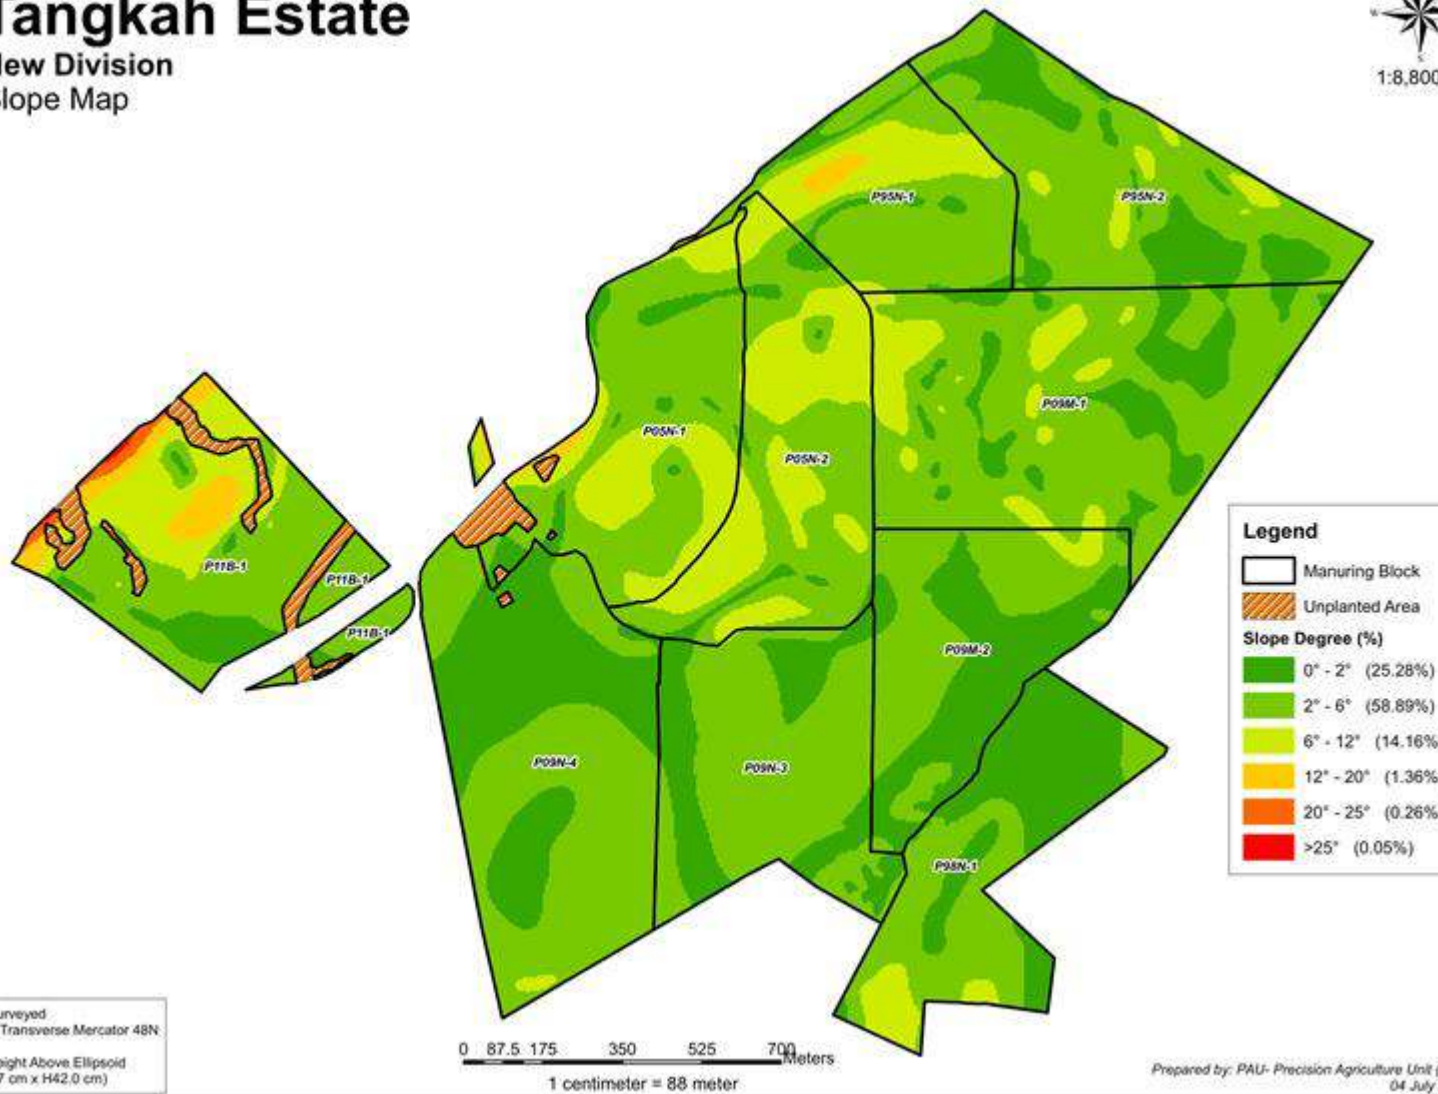 Tangkah Estate
New Division
Slope Map
1:8,800
P95N-1
P95N-2
P05N-1
P05N-2
P09M-1
P11B-1
P11B-1
P11B-1
P09M-2
P09N-4
P09N-3
P98N-1
Legend
Manuring Block
Unplanted Area
Slope Degree (%)
0° - 2° (25.28%)
2° - 6° (58.89%)
6° - 12° (14.16%
12° - 20° (1.36%
20° - 25° (0.26%
>25° (0.05%)
urveyed
Transverse Mercator 48N
eight Above Ellipsoid
7 cm x H42.0 cm)
0 87.5 175 350 525 700 Meters
1 centimeter = 88 meter
Prepared by: PAU- Precision Agriculture Unit
04 July